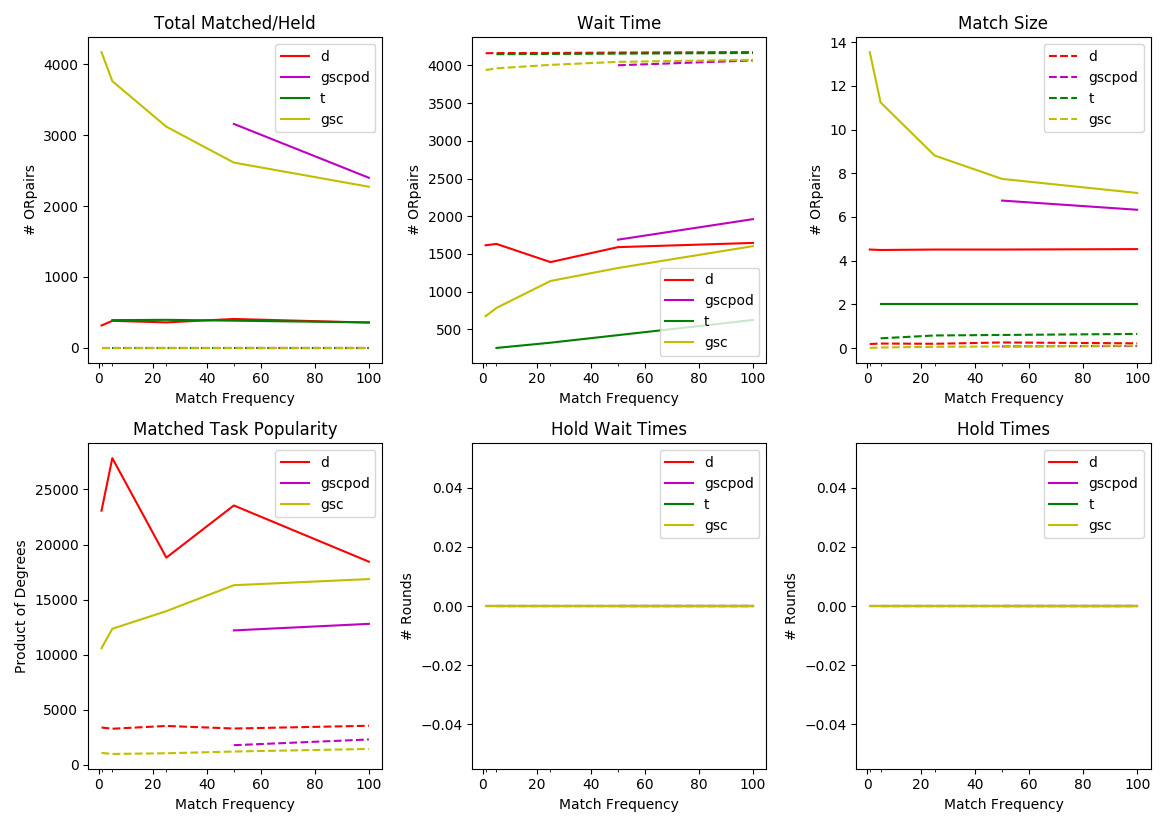 Total Matched/Held
# ORpairs
4000
3000
2000
1000
0
0
20
40
60
80
100
Match Frequency
d
gscpod
t
gsc
Wait Time
# ORpairs
4000
3500
3000
2500
2000
1500
1000
500
0
20
40
60
80
100
Match Frequency
d
gscpod
t
gsc
Match Size
# ORpairs
14
12
10
8
6
4
2
0
0
20
40
60
80
100
Match Frequency
d
gscpod
t
gsc
Matched Task Popularity
Product of Degrees
25000
20000
15000
10000
5000
0
0
20
40
60
80
100
Match Frequency
d
gscpod
gsc
Hold Wait Times
# Rounds
0.04
0.02
0.00
−0.02
−0.04
0
20
40
60
80
100
Match Frequency
d
gscpod
t
gsc
Hold Times
# Rounds
0.04
0.02
0.00
−0.02
−0.04
0
20
40
60
80
100
Match Frequency
d
gscpod
t
gsc